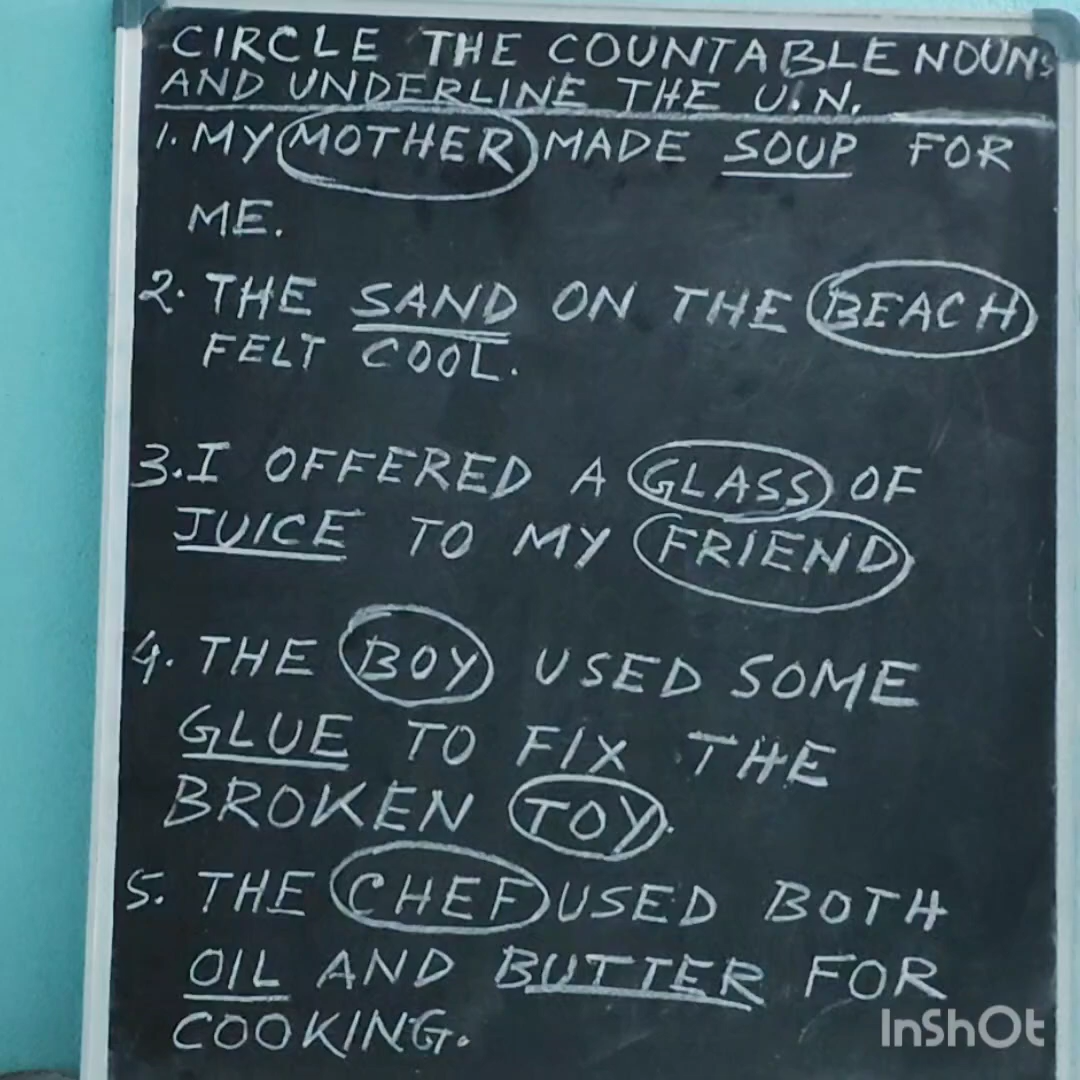 CIRCLE THE COUNTABLE NOUNS
AND UNDERLINE THE U.N.
1. MY MOTHER MADE SOUP FOR
ME.
2. THE SAND ON THE BEACH
FELT COOL.
3. I OFFERED A GLASS OF
JUICE TO MY FRIEND
4. THE BOY USED SOME
GLUE TO FIX THE
BROKEN TOY.
5. THE CHEF USED BOTH
OIL AND BUTTER FOR
COOKING.
InShOt